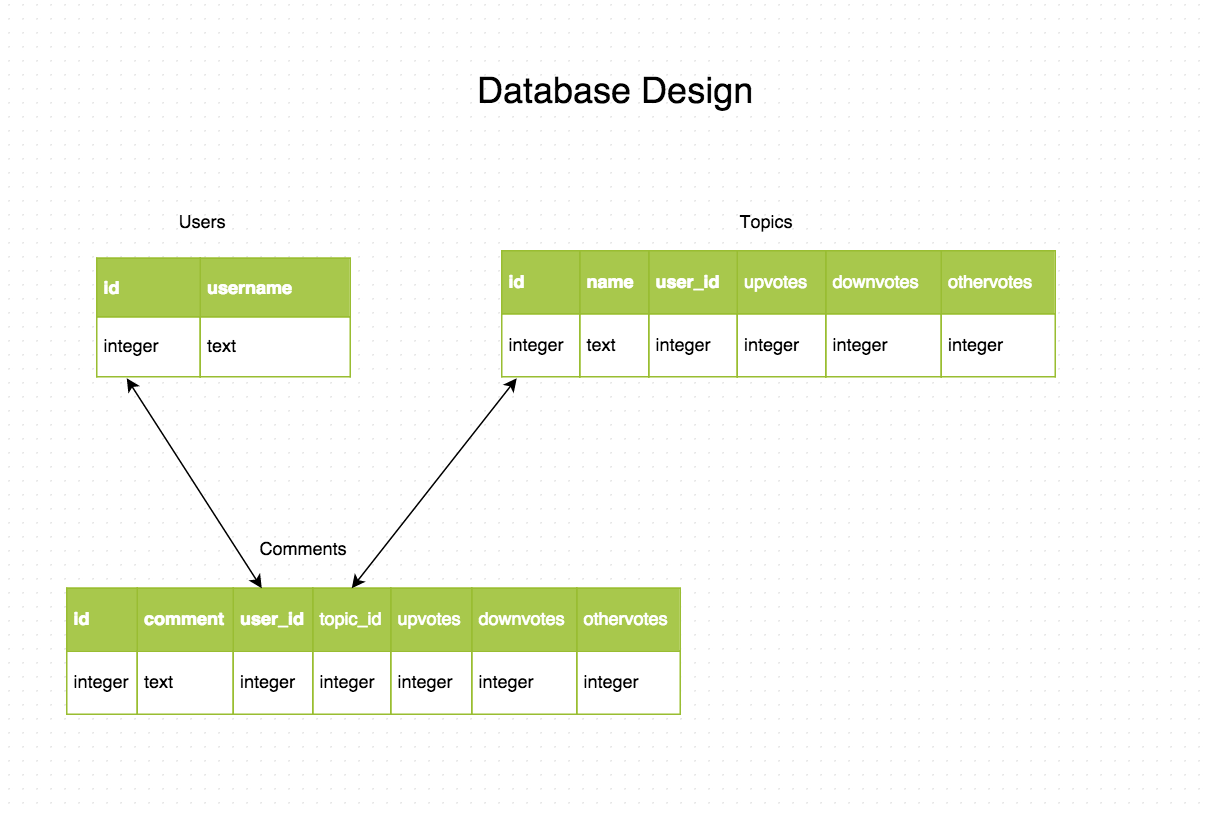 Database Design
Users
id username
integer text
Topics
id name user_id upvotes downvotes othervotes
integer text integer integer integer integer
Comments
id comment user_id topic_id upvotes downvotes othervotes
integer text integer integer integer integer integer